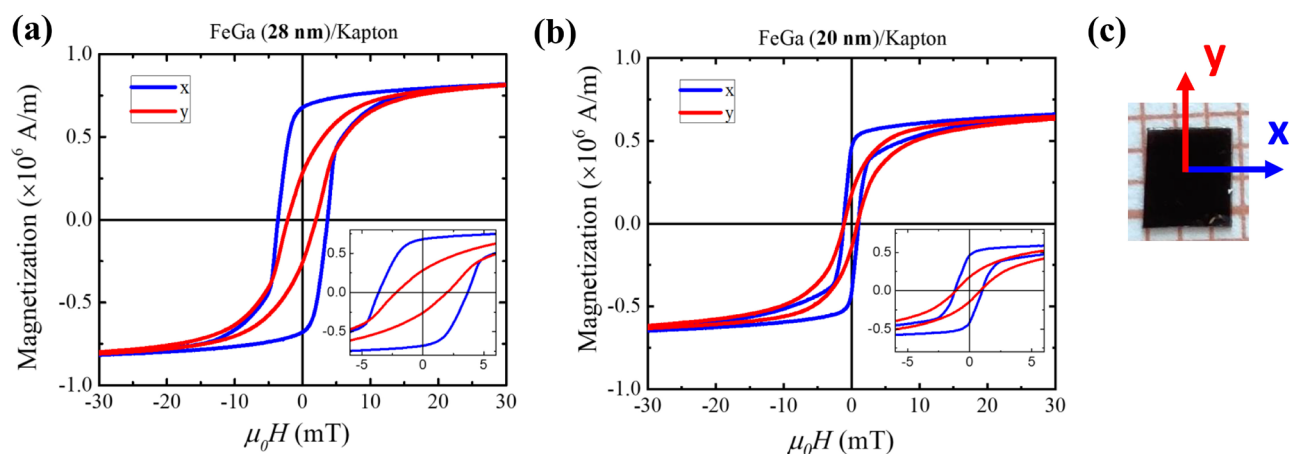 (a)
FeGa (28 nm)/Kapton
x
y
Magnetization (×10⁶ A/m)
1.0
0.5
0.0
-0.5
-1.0
-30
-20
-10
0
10
20
30
μ₀H (mT)
0.5
0.0
-0.5
-5
0
5
(b)
FeGa (20 nm)/Kapton
x
y
Magnetization (×10⁶ A/m)
1.0
0.5
0.0
-0.5
-1.0
-30
-20
-10
0
10
20
30
μ₀H (mT)
0.5
0.0
-0.5
-5
0
5
(c)
y
x